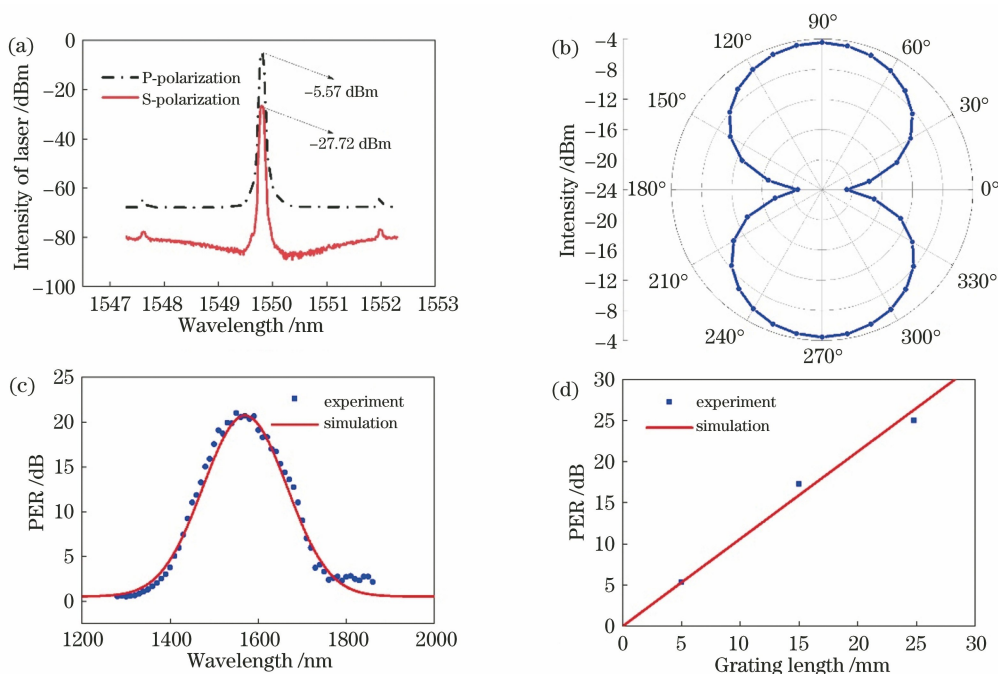 (a)
0
−20
−40
−60
−80
−100
Intensity of laser /dBm
P-polarization
S-polarization
−5.57 dBm
−27.72 dBm
1547 1548 1549 1550 1551 1552 1553
Wavelength /nm
(b)
−4
−8
−12
−16
−20
−24
−20
−16
−12
−8
−4
Intensity /dBm
90°
120° 60°
150° 30°
180° 0°
210° 330°
240° 300°
270°
(c)
25
20
15
10
5
0
PER /dB
experiment
simulation
1200 1400 1600 1800 2000
Wavelength /nm
(d)
30
25
20
15
10
5
0
PER /dB
experiment
simulation
0 5 10 15 20 25 30
Grating length /mm